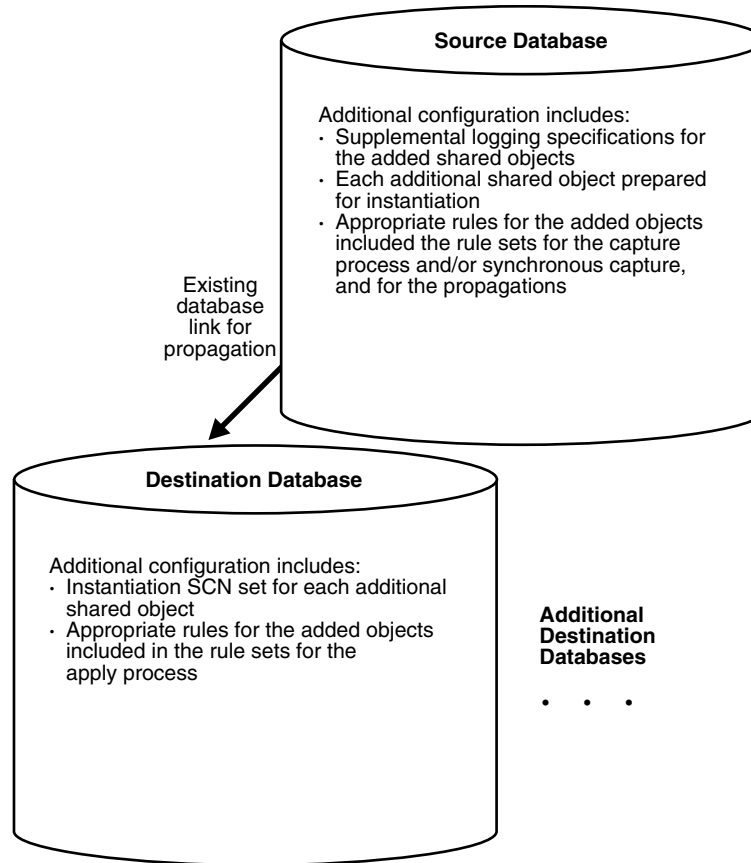 Source Database
Additional configuration includes:
· Supplemental logging specifications for
the added shared objects
· Each additional shared object prepared
for instantiation
· Appropriate rules for the added objects
included the rule sets for the capture
process and/or synchronous capture,
and for the propagations
Existing
database
link for
propagation
Destination Database
Additional configuration includes:
· Instantiation SCN set for each additional
shared object
· Appropriate rules for the added objects
included in the rule sets for the
apply process
Additional
Destination
Databases
. . .